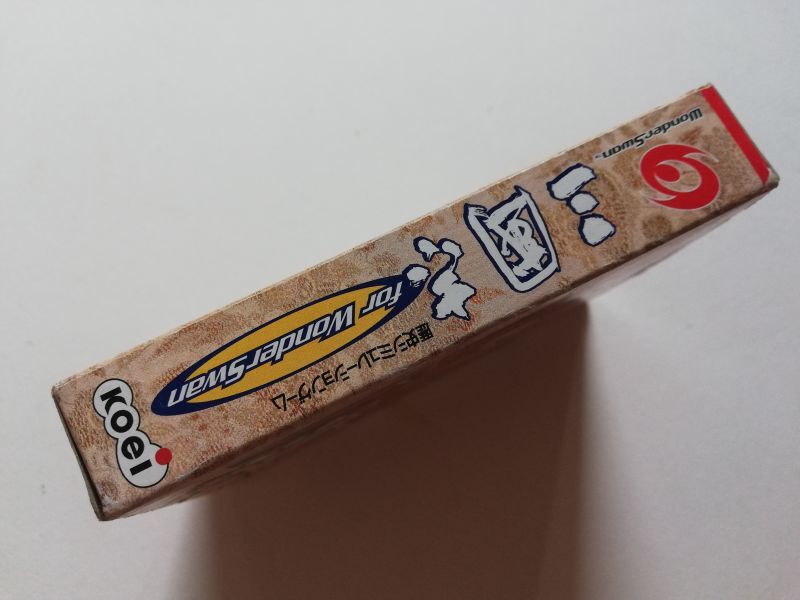 WonderSwan™
三國志
for WonderSwan
歴史シミュレーションゲーム
KOEI